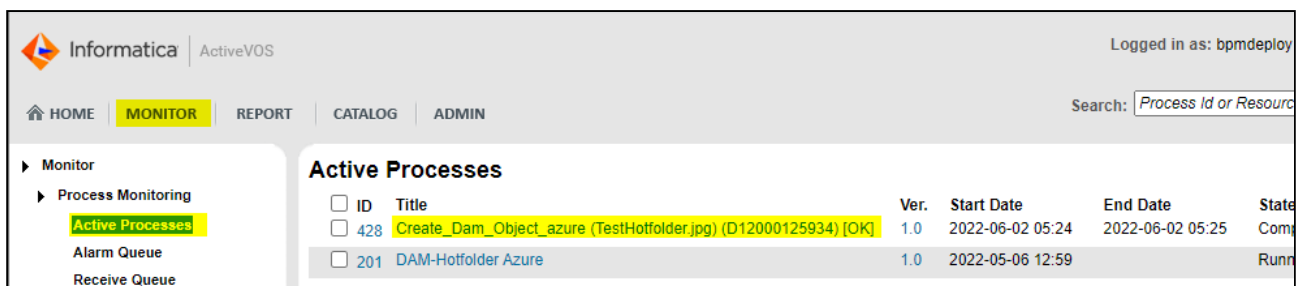 Informatica ActiveVOS
Logged in as: bpmdeploy
HOME MONITOR REPORT CATALOG ADMIN
Search: Process Id or Resourc
Monitor
Process Monitoring
Active Processes
Alarm Queue
Receive Queue
Active Processes
ID Title Ver. Start Date End Date State
428 Create_Dam_Object_azure (TestHotfolder.jpg) (D12000125934) [OK] 1.0 2022-06-02 05:24 2022-06-02 05:25 Comp
201 DAM-Hotfolder Azure 1.0 2022-05-06 12:59 Runn